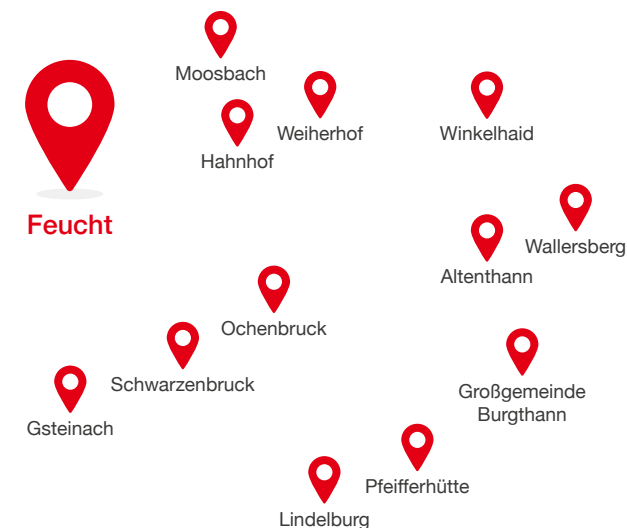 Moosbach
Weiherhof
Winkelhaid
Hahnhof
Feucht
Wallersberg
Altenthann
Ochenbruck
Schwarzenbruck
Großgemeinde
Burgthann
Gsteinach
Pfeifferhütte
Lindelburg